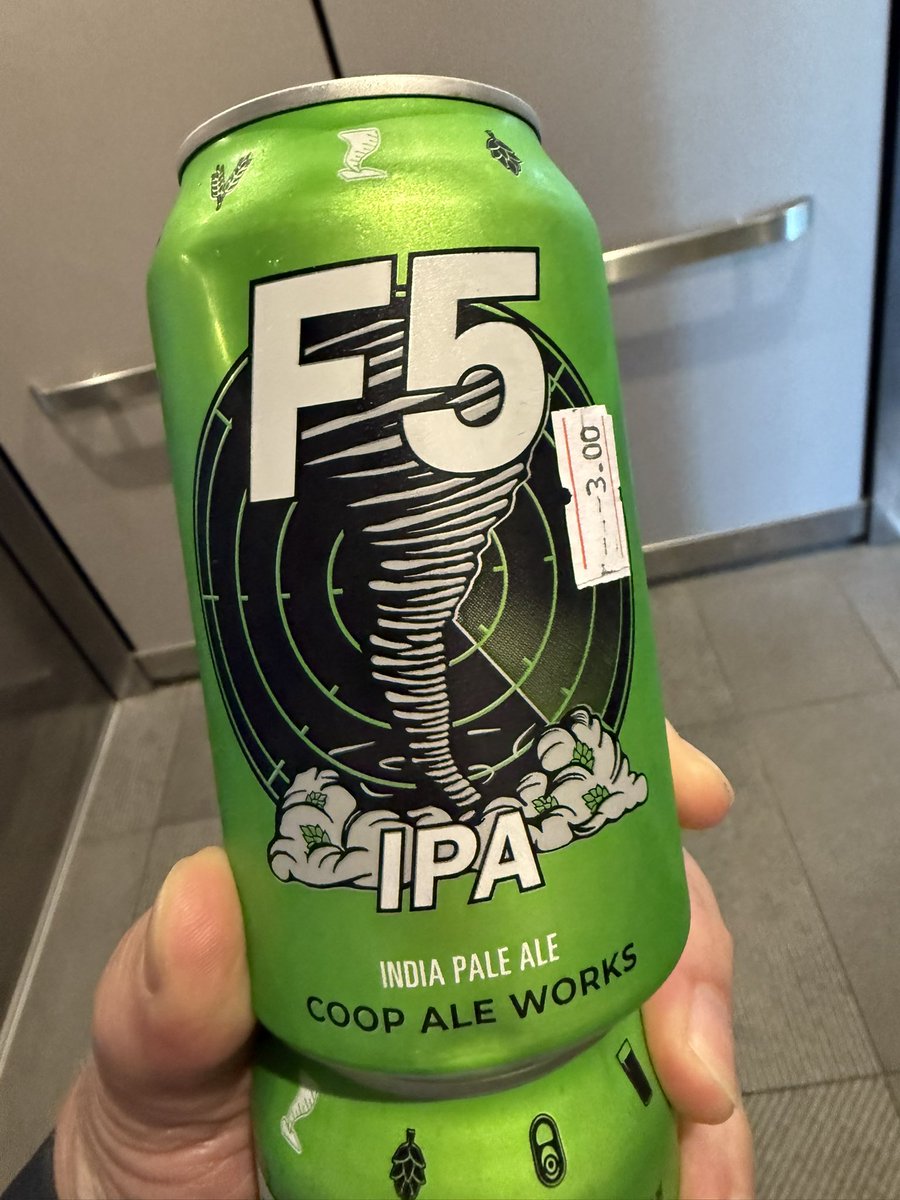 F5
---3.00
IPA
INDIA PALE ALE
COOP ALE WORKS